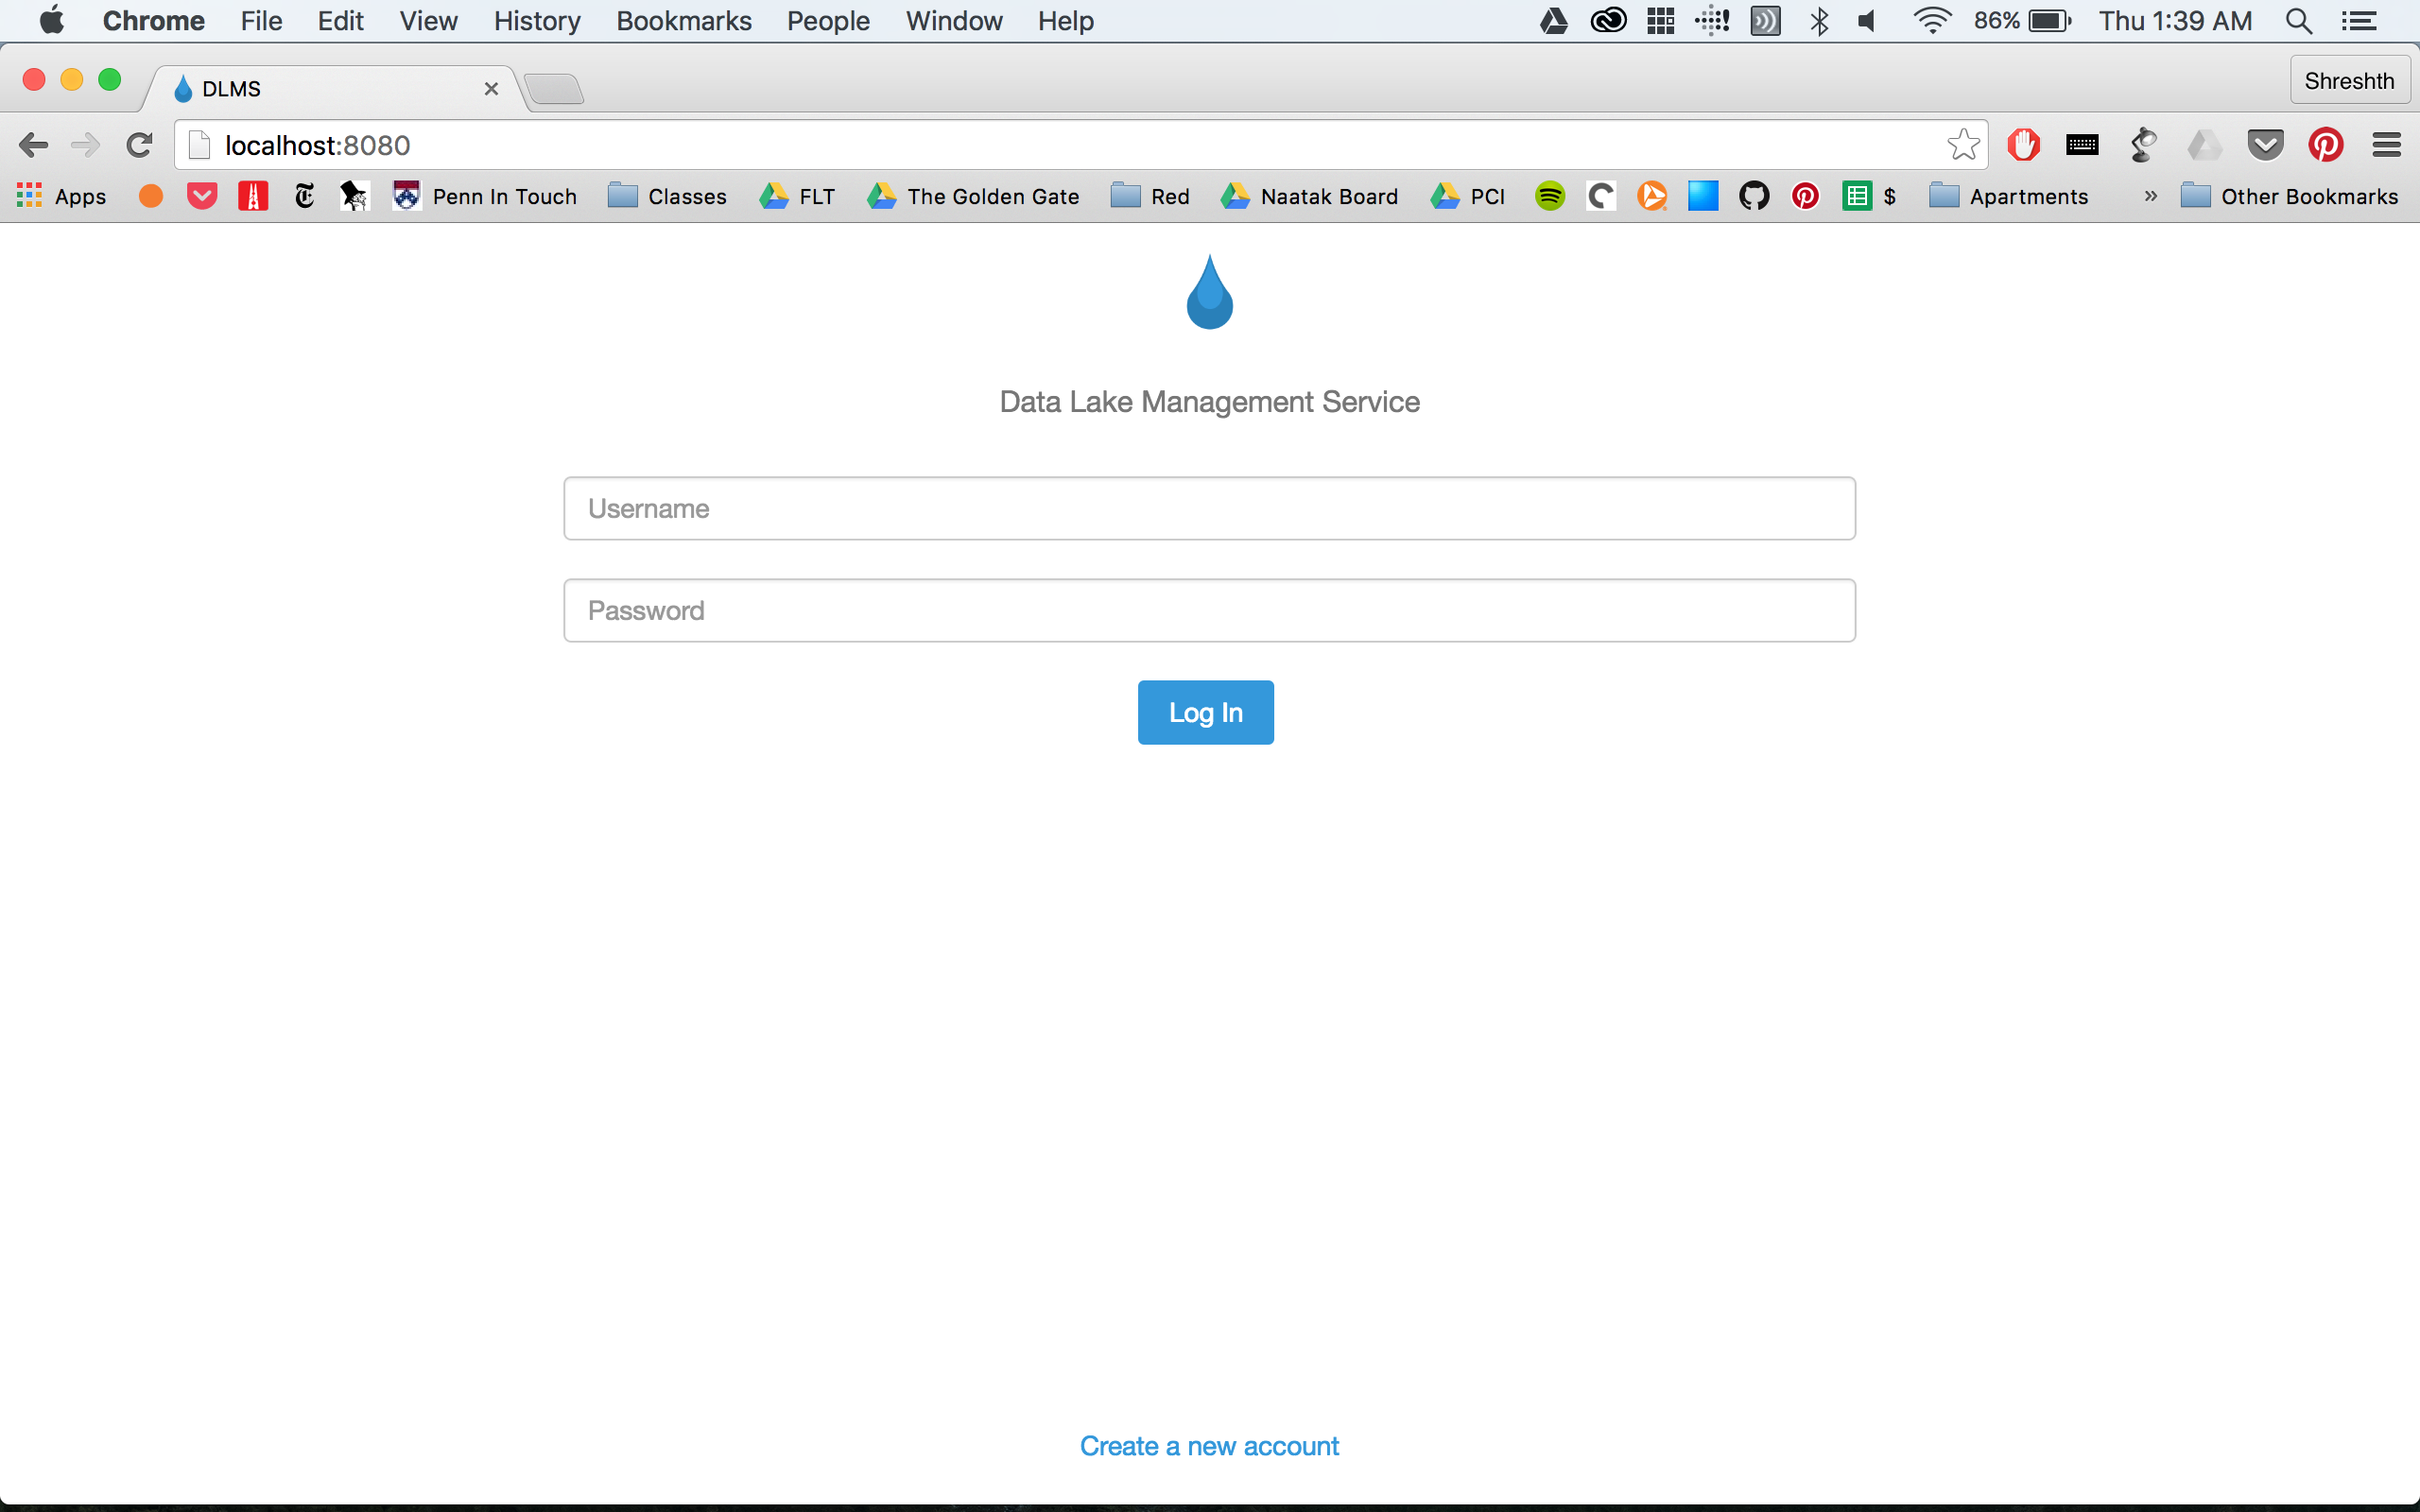 Chrome File Edit View History Bookmarks People Window Help 86% Thu 1:39 AM
DLMS Shreshth
localhost:8080
Apps Penn In Touch Classes FLT The Golden Gate Red Naatak Board PCI $ Apartments » Other Bookmarks
Data Lake Management Service
Username
Password
Log In
Create a new account